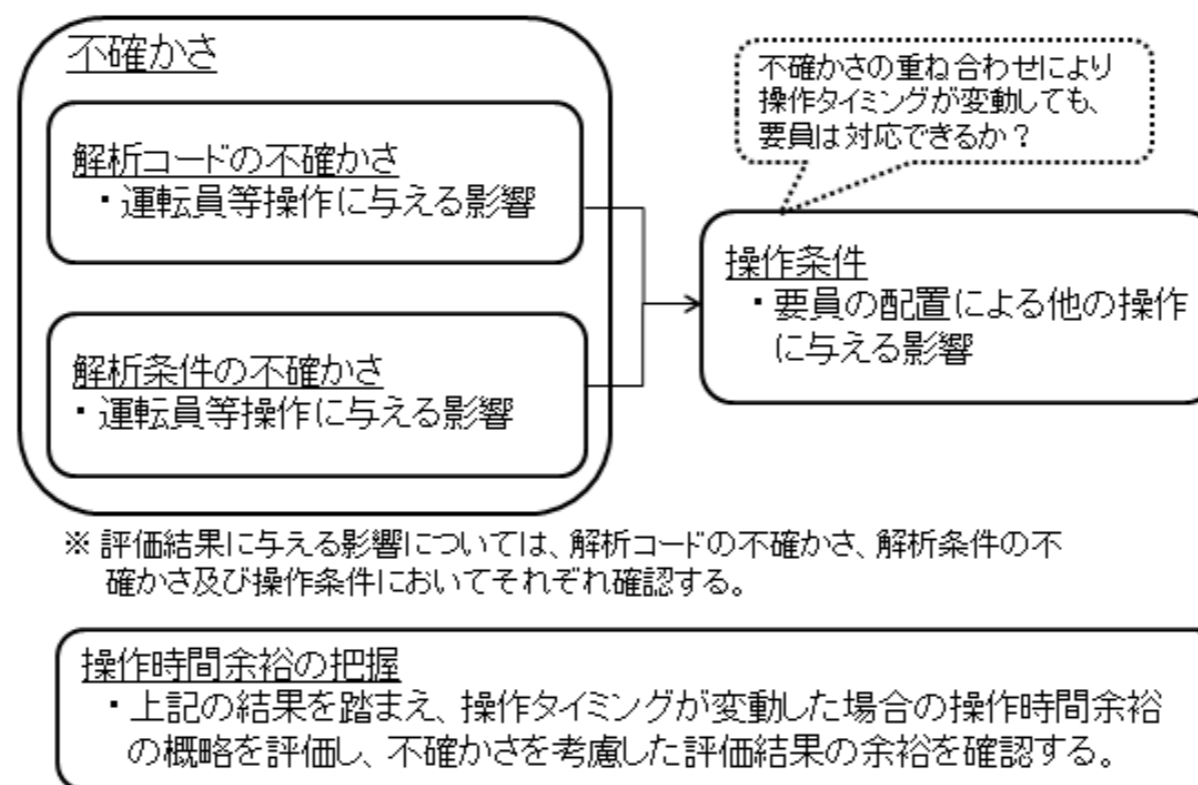 不確かさ
解析コードの不確かさ
・運転員等操作に与える影響
解析条件の不確かさ
・運転員等操作に与える影響
不確かさの重ね合わせにより
操作タイミングが変動しても、
要員は対応できるか？
操作条件
・要員の配置による他の操作
に与える影響
※ 評価結果に与える影響については、解析コードの不確かさ、解析条件の不
確かさ及び操作条件においてそれぞれ確認する。
操作時間余裕の把握
・上記の結果を踏まえ、操作タイミングが変動した場合の操作時間余裕
の概略を評価し、不確かさを考慮した評価結果の余裕を確認する。